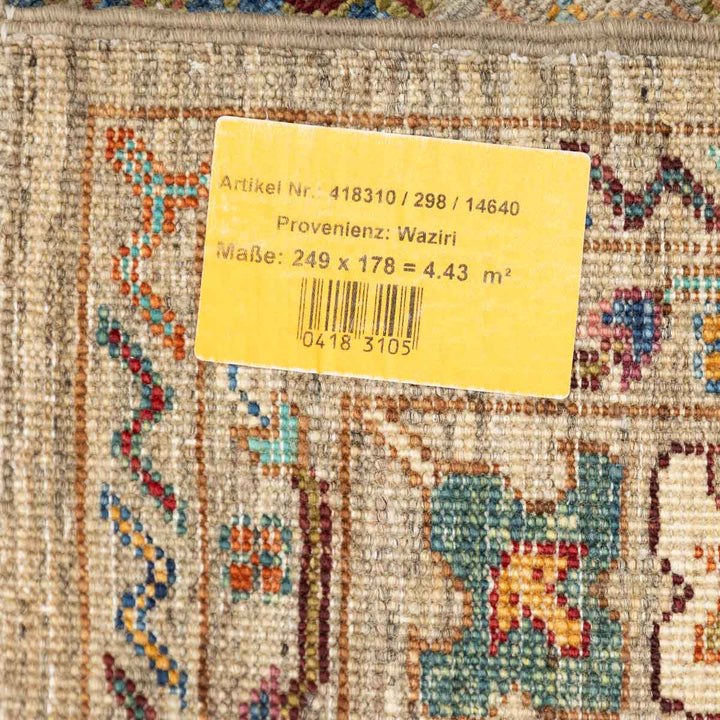 Artikel Nr.: 418310 / 298 / 14640
Provenienz: Waziri
Maße: 249 x 178 = 4.43 m²
0418 3105